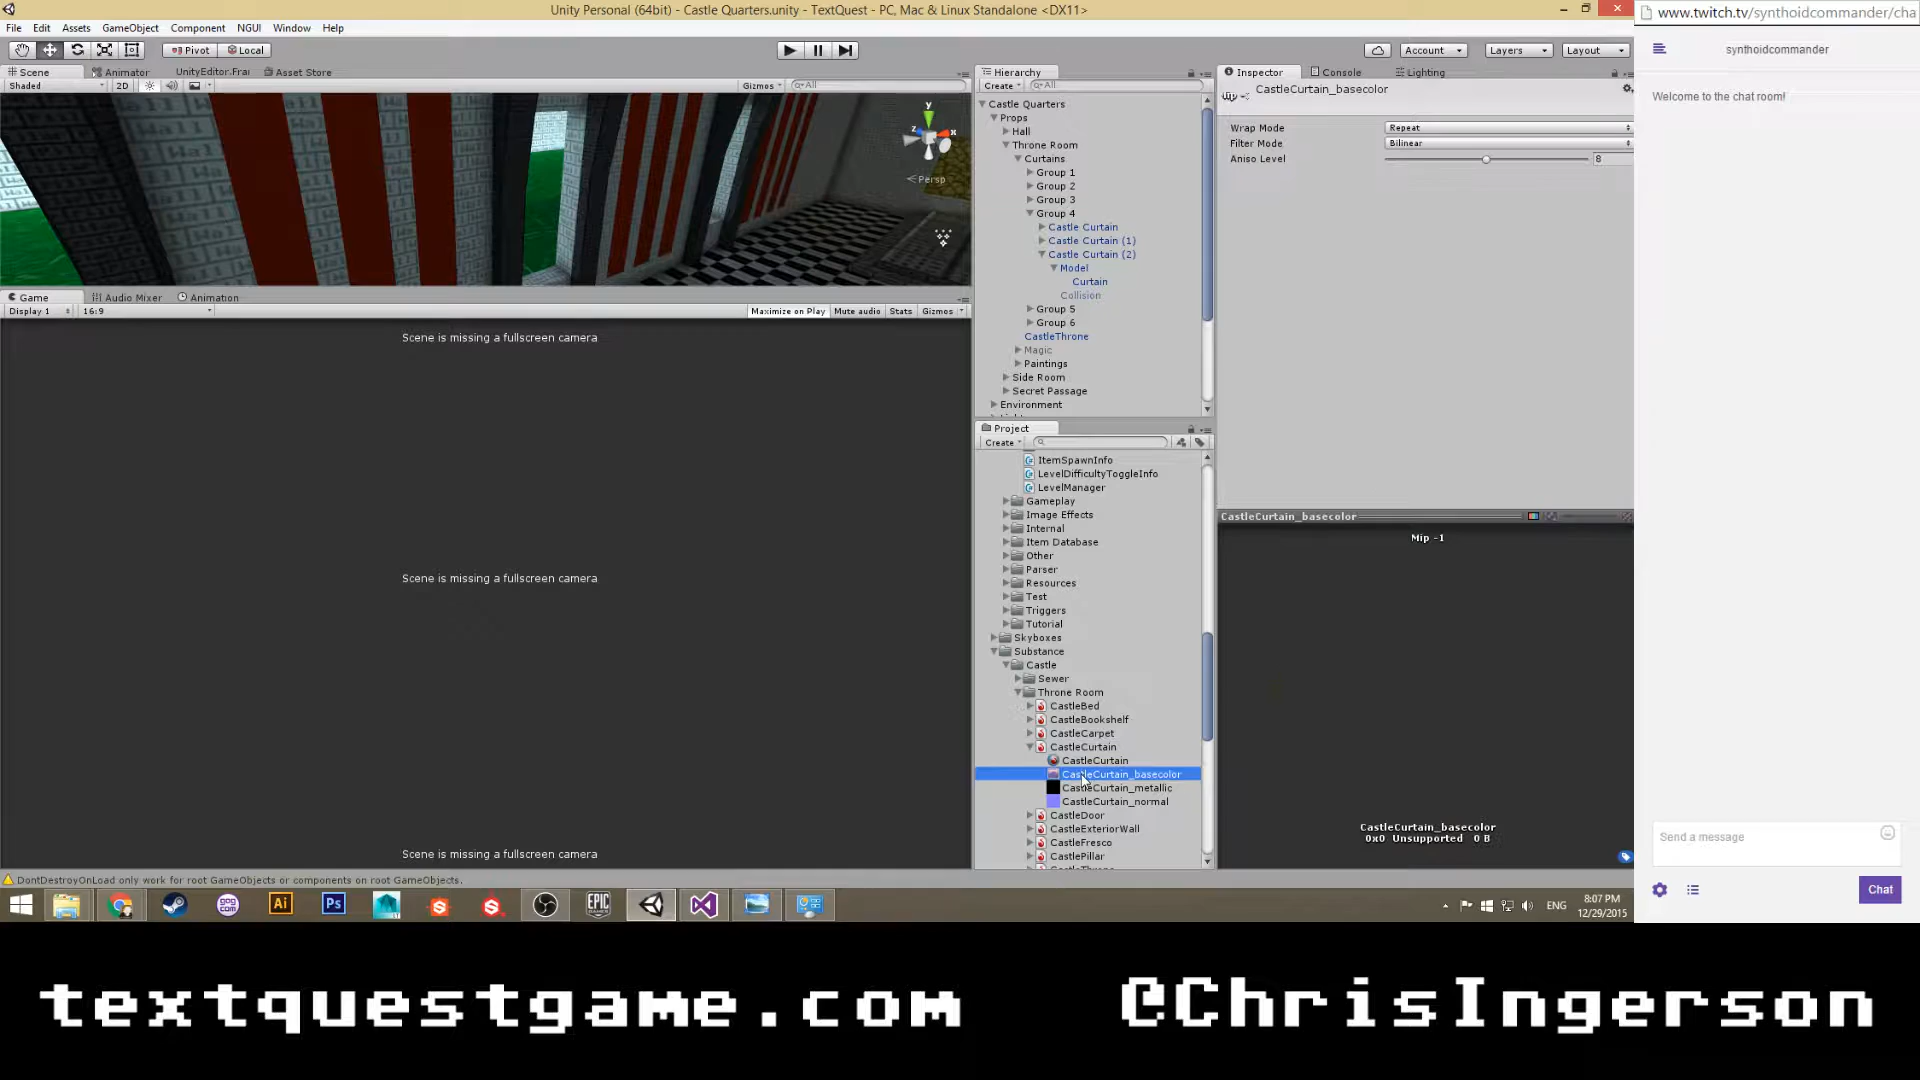 Unity Personal (64bit) - Castle Quarters.unity - TextQuest - PC, Mac & Linux Standalone <DX11>
File Edit Assets GameObject Component NGUI Window Help
Pivot Local
Account Layers Layout
Scene Animator UnityEditor.Frar Asset Store
Shaded 2D Gizmos All
y
z x
Persp
Game Audio Mixer Animation
Display 1 16:9 Maximize on Play Mute audio Stats Gizmos
Scene is missing a fullscreen camera
Scene is missing a fullscreen camera
Scene is missing a fullscreen camera
Hierarchy
Create All
Castle Quarters
Props
Hall
Throne Room
Curtains
Group 1
Group 2
Group 3
Group 4
Castle Curtain
Castle Curtain (1)
Castle Curtain (2)
Model
Curtain
Collision
Group 5
Group 6
CastleThrone
Magic
Paintings
Side Room
Secret Passage
Environment
Project
Create
ItemSpawnInfo
LevelDifficultyToggleInfo
LevelManager
Gameplay
Image Effects
Internal
Item Database
Other
Parser
Resources
Test
Triggers
Tutorial
Skyboxes
Substance
Castle
Sewer
Throne Room
CastleBed
CastleBookshelf
CastleCarpet
CastleCurtain
CastleCurtain
CastleCurtain_basecolor
CastleCurtain_metallic
CastleCurtain_normal
CastleDoor
CastleExteriorWall
CastleFresco
CastlePillar
Inspector Console Lighting
CastleCurtain_basecolor
Wrap Mode Repeat
Filter Mode Bilinear
Aniso Level 8
CastleCurtain_basecolor
Mip -1
CastleCurtain_basecolor
0x0 Unsupported 0 B
DontDestroyOnLoad only work for root GameObjects or components on root GameObjects.
GOG COM Ai Ps EPIC GAMES
ENG 8:07 PM
12/29/2015
www.twitch.tv/synthoidcommander/cha
synthoidcommander
Welcome to the chat room!
Send a message
Chat
textquestgame.com @ChrisIngerson